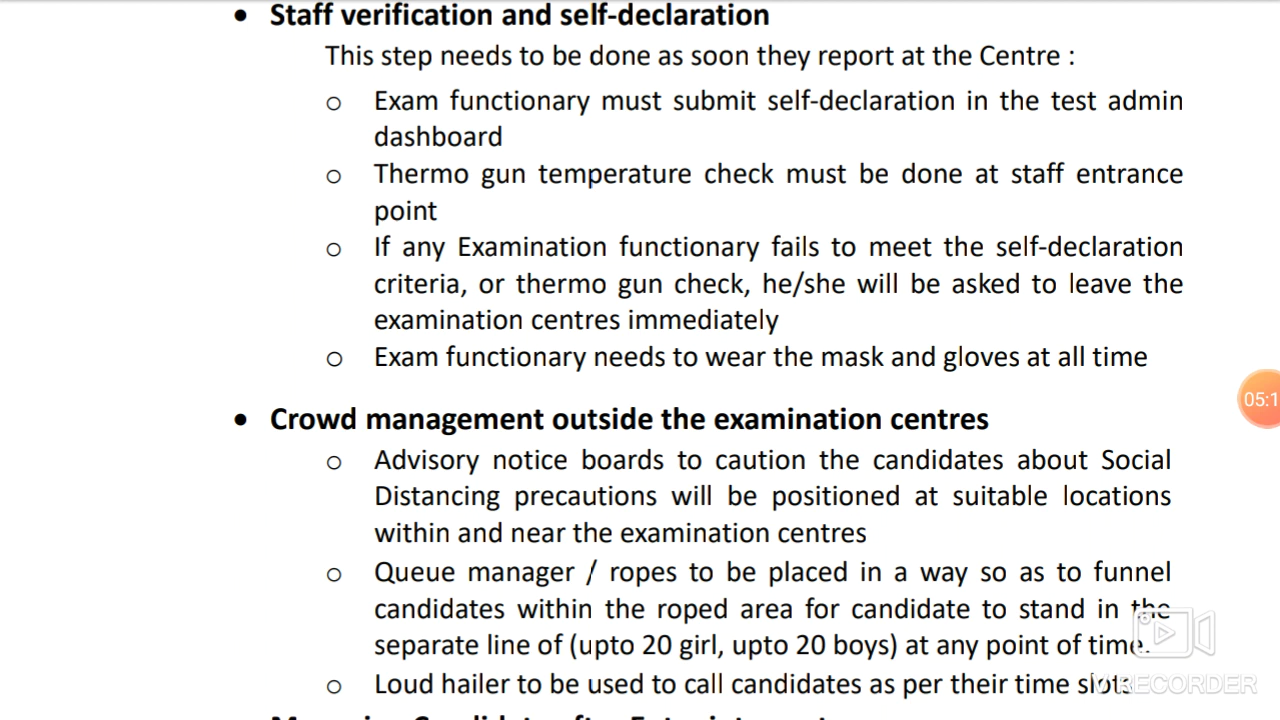 • Staff verification and self-declaration
This step needs to be done as soon they report at the Centre :
o Exam functionary must submit self-declaration in the test admin
dashboard
o Thermo gun temperature check must be done at staff entrance
point
o If any Examination functionary fails to meet the self-declaration
criteria, or thermo gun check, he/she will be asked to leave the
examination centres immediately
o Exam functionary needs to wear the mask and gloves at all time
05:1
• Crowd management outside the examination centres
o Advisory notice boards to caution the candidates about Social
Distancing precautions will be positioned at suitable locations
within and near the examination centres
o Queue manager / ropes to be placed in a way so as to funnel
candidates within the roped area for candidate to stand in the
separate line of (upto 20 girl, upto 20 boys) at any point of time.
o Loud hailer to be used to call candidates as per their time slots
RECORDER